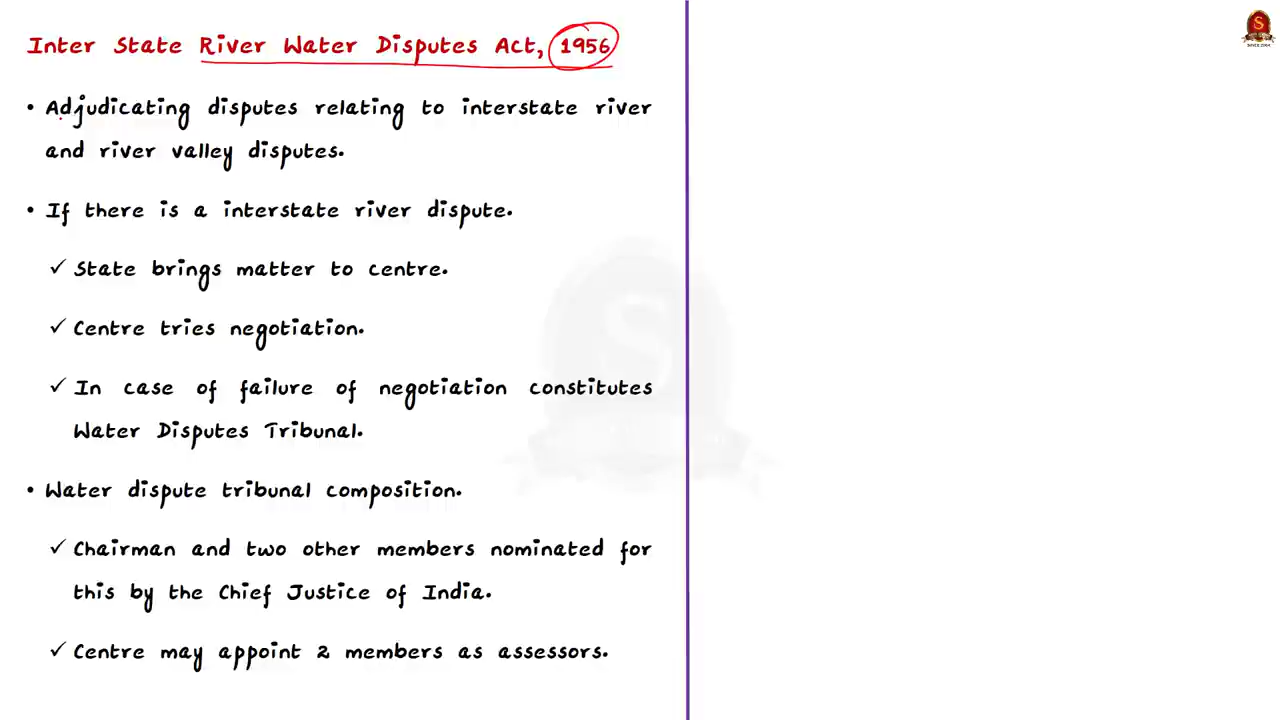 Inter State River Water Disputes Act, 1956
• Adjudicating disputes relating to interstate river
and river valley disputes.
• If there is a interstate river dispute.
✓ State brings matter to centre.
✓ Centre tries negotiation.
✓ In case of failure of negotiation constitutes
Water Disputes Tribunal.
• Water dispute tribunal composition.
✓ Chairman and two other members nominated for
this by the Chief Justice of India.
✓ Centre may appoint 2 members as assessors.